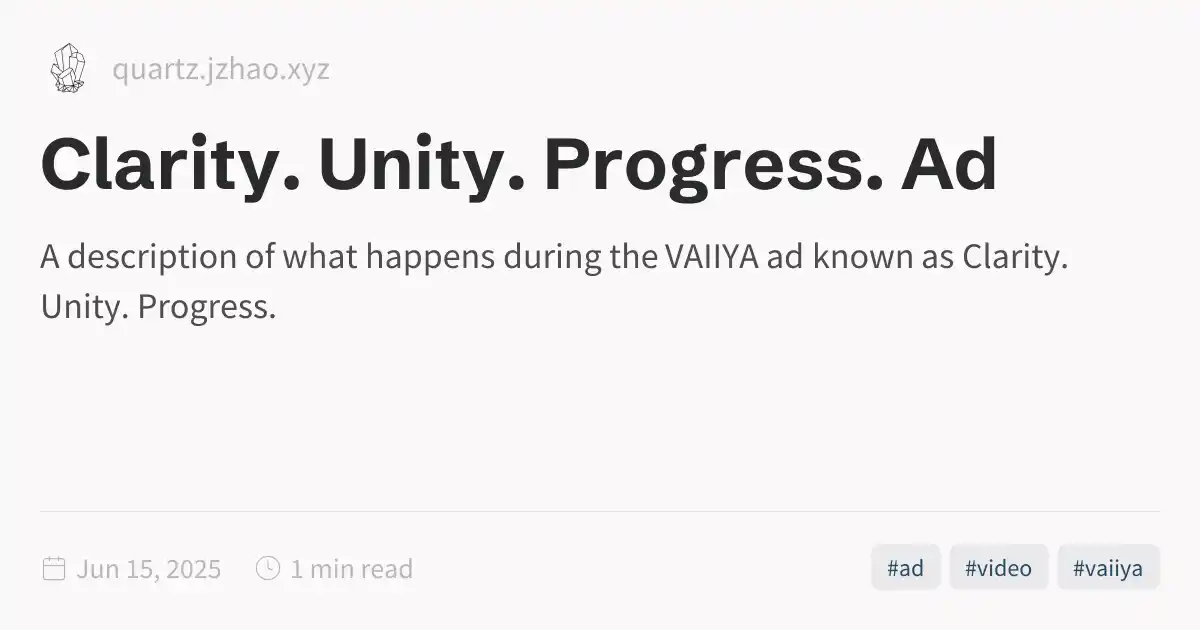 quartz.jzhao.xyz
Clarity. Unity. Progress. Ad
A description of what happens during the VAIIYA ad known as Clarity.
Unity. Progress.
Jun 15, 2025 1 min read #ad #video #vaiiya